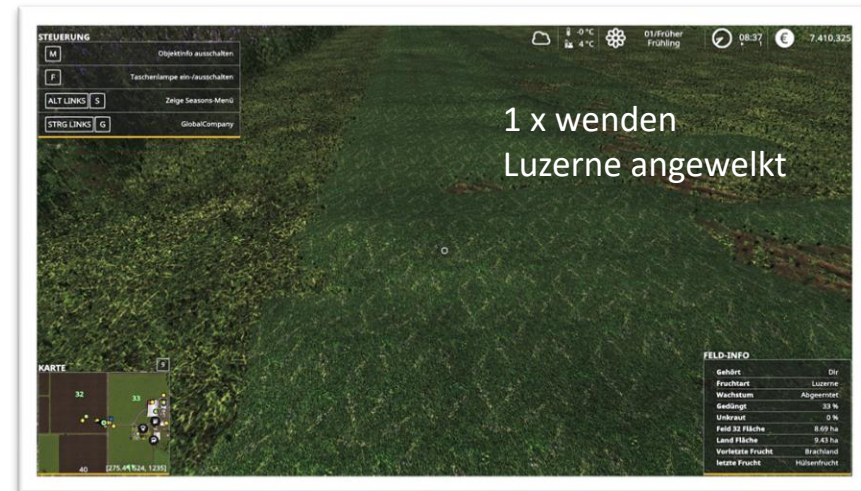 STEUERUNG
M Objektinfo ausschalten
F Taschenlampe ein-/ausschalten
ALT LINKS S Zeige Seasons-Menü
STRG LINKS G GlobalCompany
-0 °C
4 °C
01/Früher
Frühling
08:37
€ 7.410,325
1 x wenden
Luzerne angewelkt
KARTE
32
33
40
FELD-INFO
Gehört Dir
Fruchtart Luzerne
Wachstum Abgeerntet
Gedüngt 33 %
Unkraut 0 %
Feld 32 Fläche 8.69 ha
Land Fläche 9.43 ha
Vorletzte Frucht Brachland
letzte Frucht Hülsenfrucht